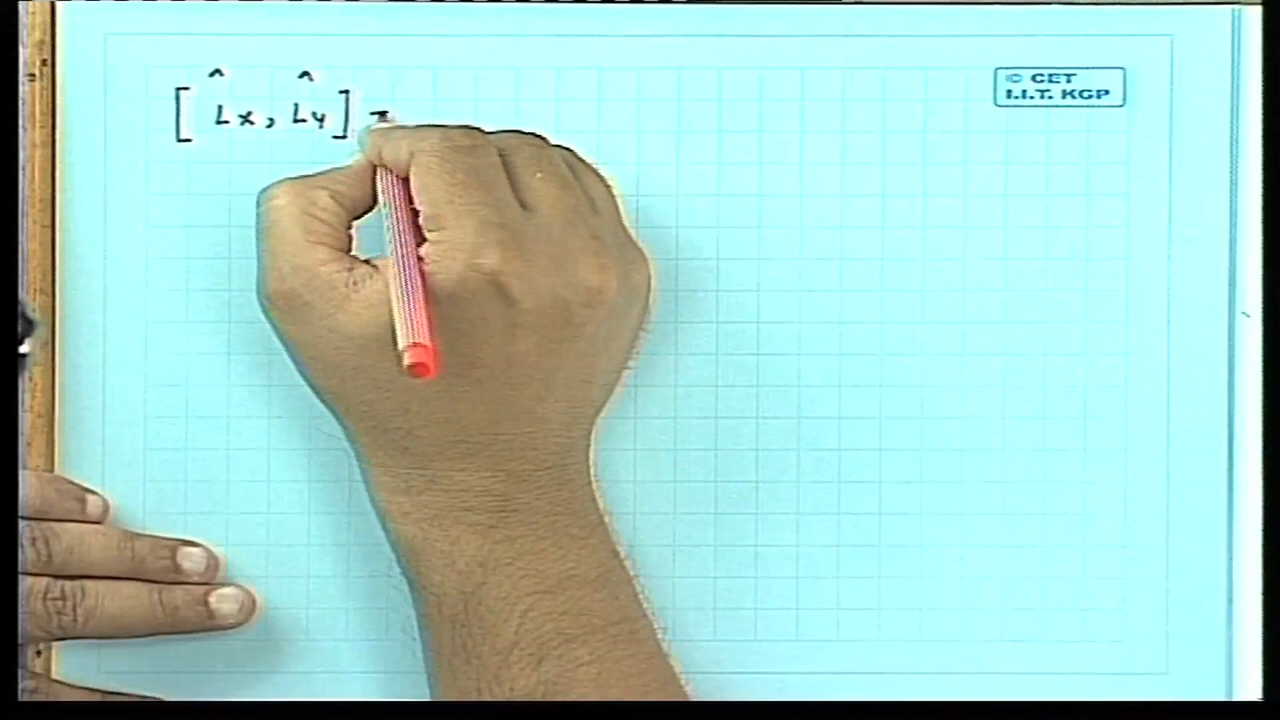 [ L̂x, L̂y ] =
© CET
I.I.T. KGP